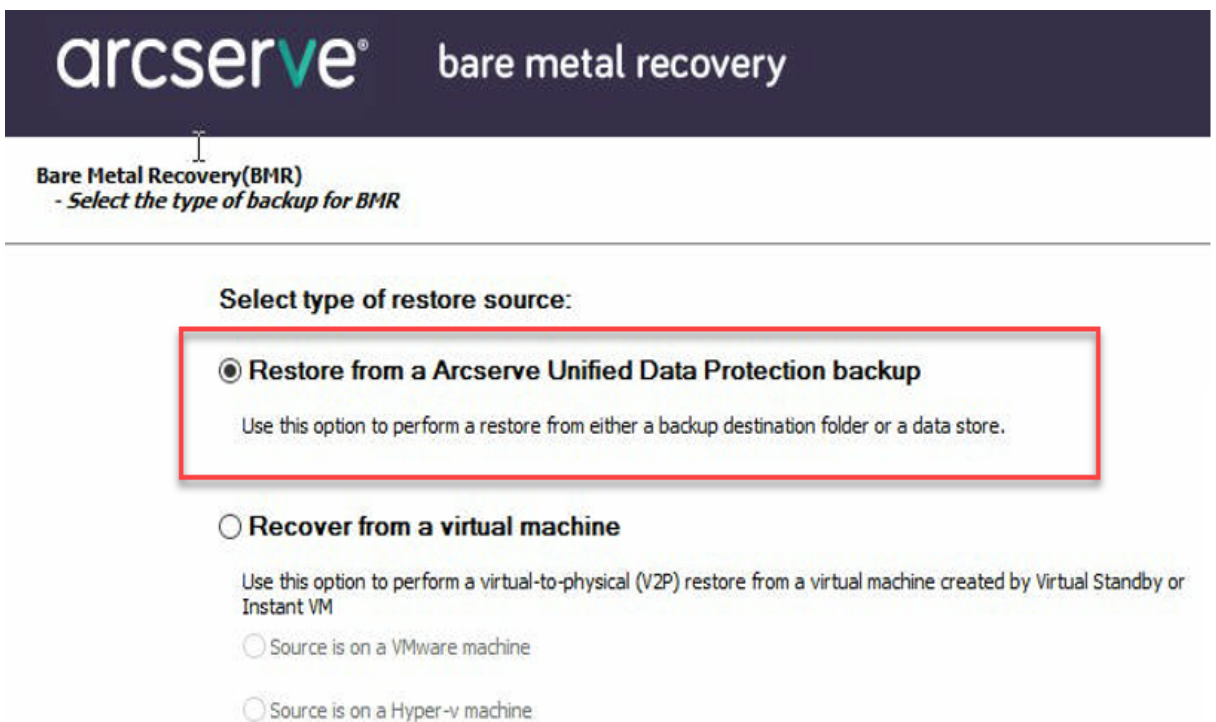 arcserve® bare metal recovery
Bare Metal Recovery(BMR)
- Select the type of backup for BMR
Select type of restore source:
Restore from a Arcserve Unified Data Protection backup
Use this option to perform a restore from either a backup destination folder or a data store.
Recover from a virtual machine
Use this option to perform a virtual-to-physical (V2P) restore from a virtual machine created by Virtual Standby or
Instant VM
Source is on a VMware machine
Source is on a Hyper-v machine